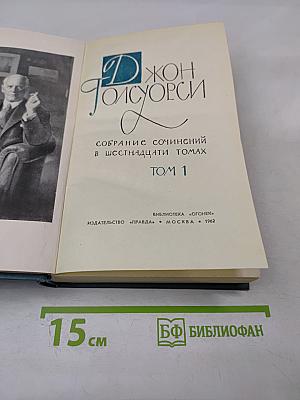 Джон
Голсуорси
СОБРАНИЕ СОЧИНЕНИЙ
В ШЕСТНАДЦАТИ ТОМАХ
ТОМ 1
БИБЛИОТЕКА «ОГОНЕК»
ИЗДАТЕЛЬСТВО «ПРАВДА» • МОСКВА • 1962
15 см
БФ БИБЛИОФАН